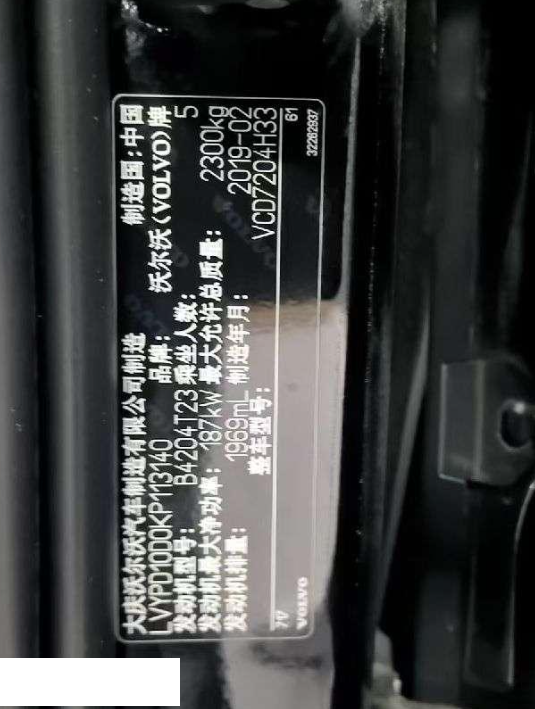 大庆沃尔沃汽车制造有限公司制造 制造国:中国
LVYPD10D0KP113140 品牌: 沃尔沃(VOLVO)牌
发动机型号: B4204T23 乘坐人数: 5
发动机最大净功率: 187kW 最大允许总质量: 2300kg
发动机排量: 1969mL 制造年月: 2019-02
整车型号: VCD7204H33
717 61
VOLVO 32262937